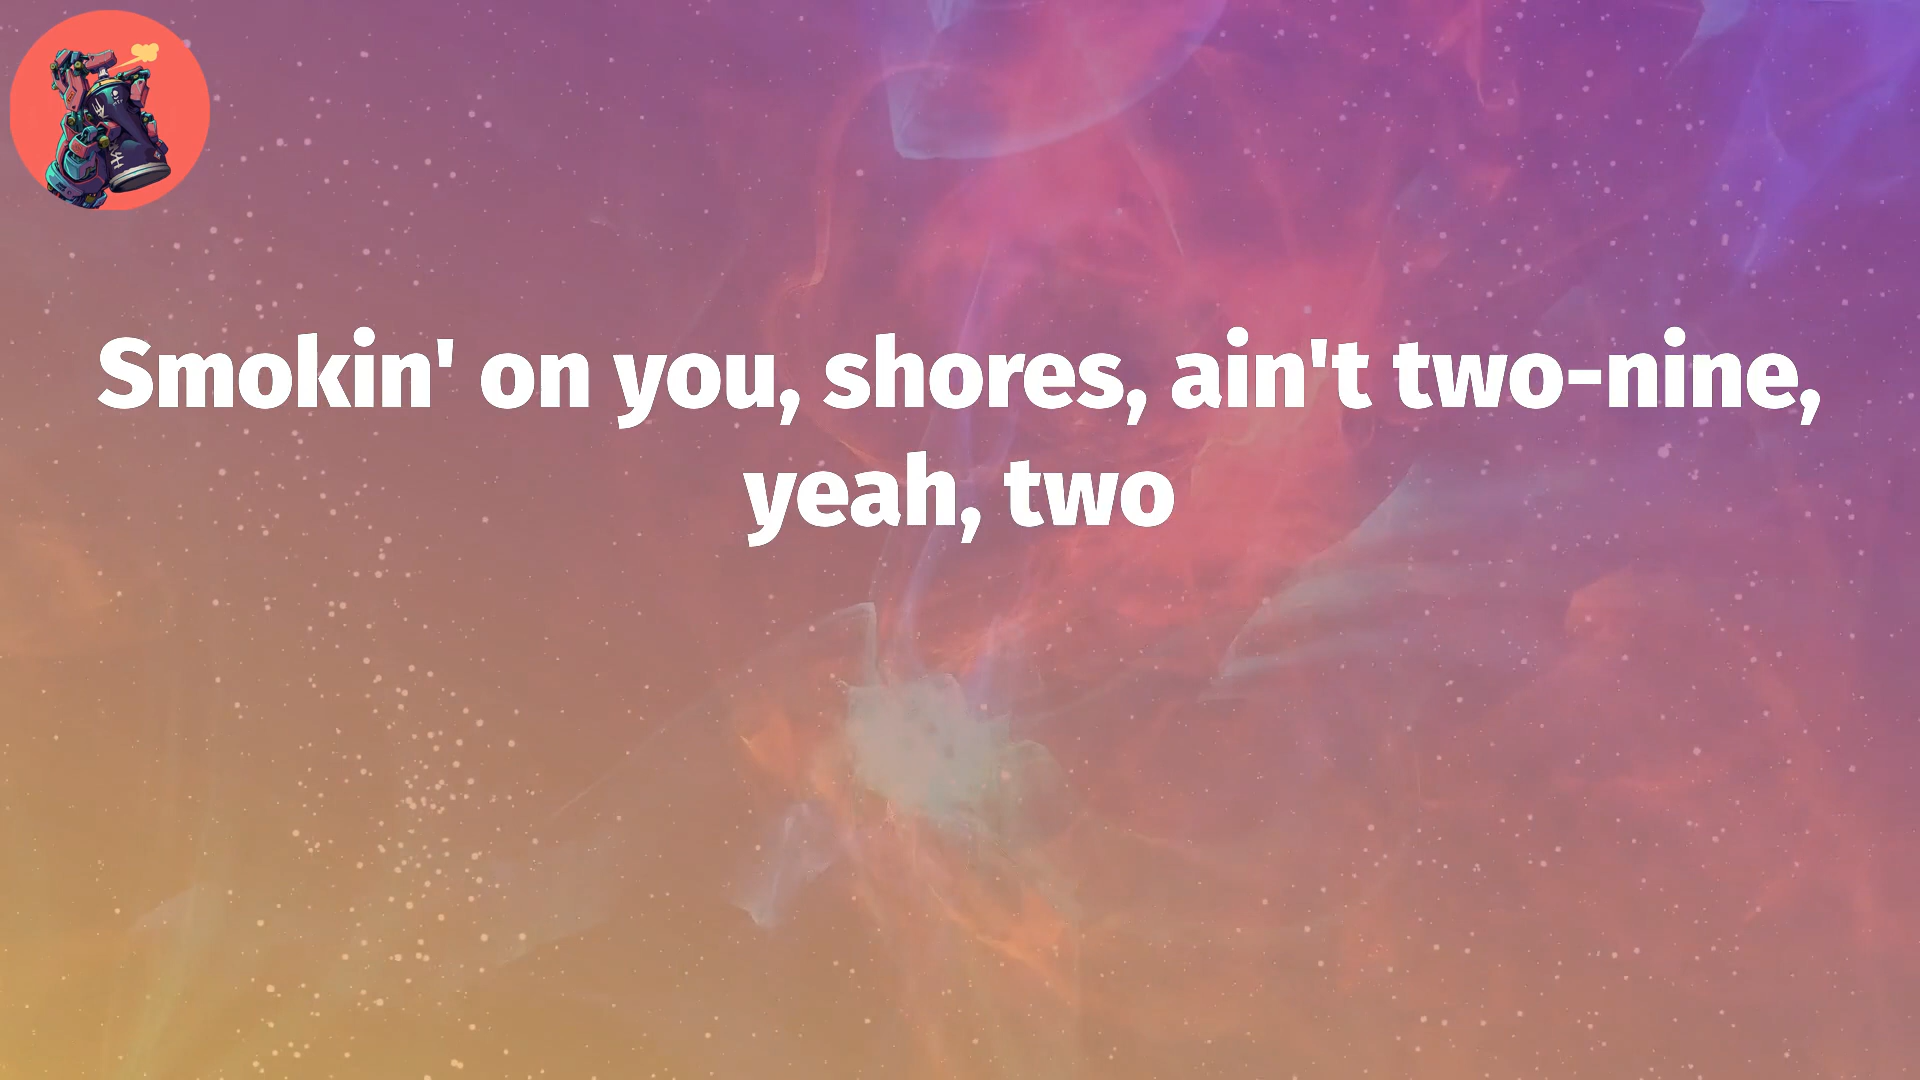 Smokin' on you, shores, ain't two-nine,
yeah, two